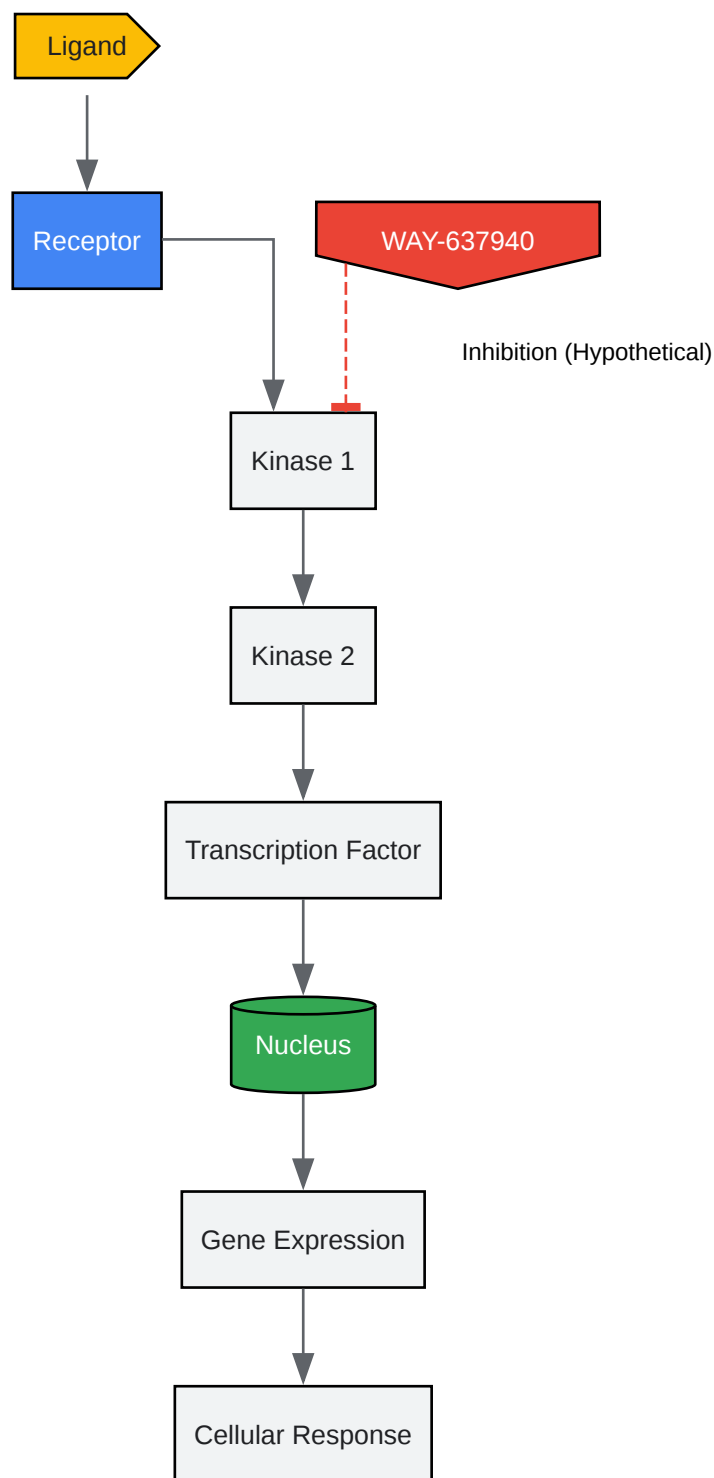 Ligand
Receptor
WAY-637940
Inhibition (Hypothetical)
Kinase 1
Kinase 2
Transcription Factor
Nucleus
Gene Expression
Cellular Response